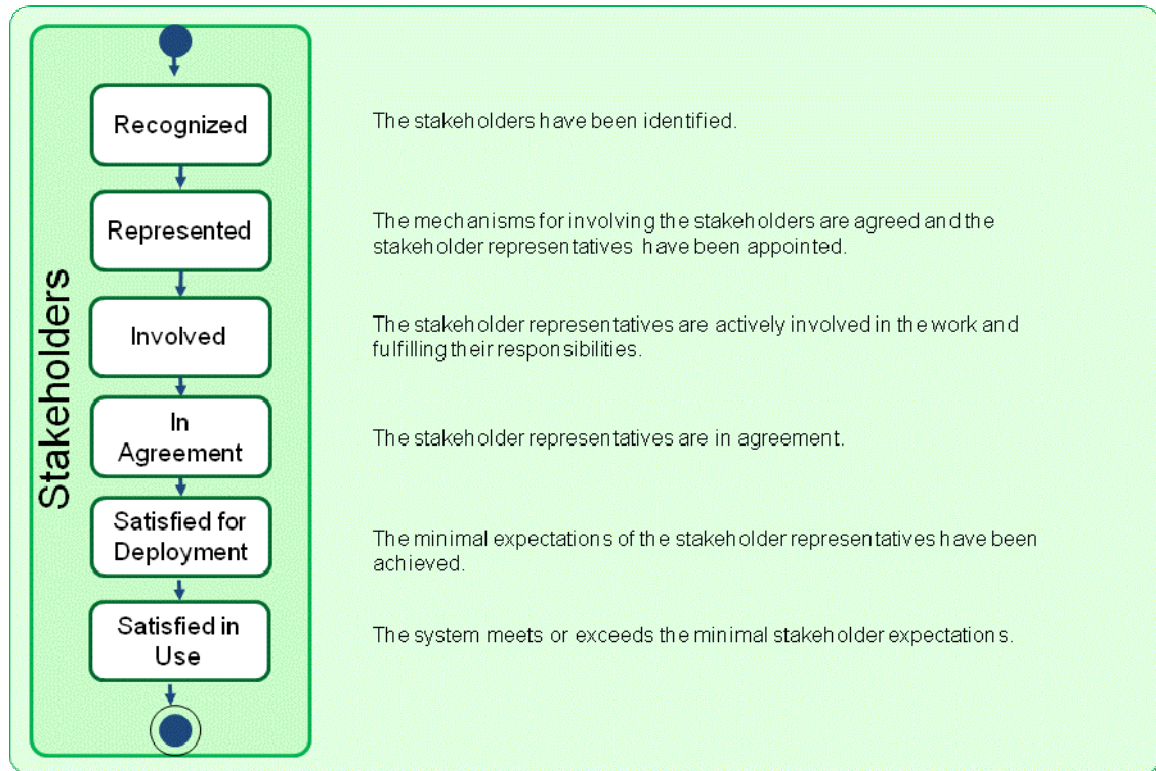 Stakeholders
Recognized
The stakeholders have been identified.
Represented
The mechanisms for involving the stakeholders are agreed and the
stakeholder representatives have been appointed.
Involved
The stakeholder representatives are actively involved in the work and
fulfilling their responsibilities.
In
Agreement
The stakeholder representatives are in agreement.
Satisfied for
Deployment
The minimal expectations of the stakeholder representatives have been
achieved.
Satisfied in
Use
The system meets or exceeds the minimal stakeholder expectations.